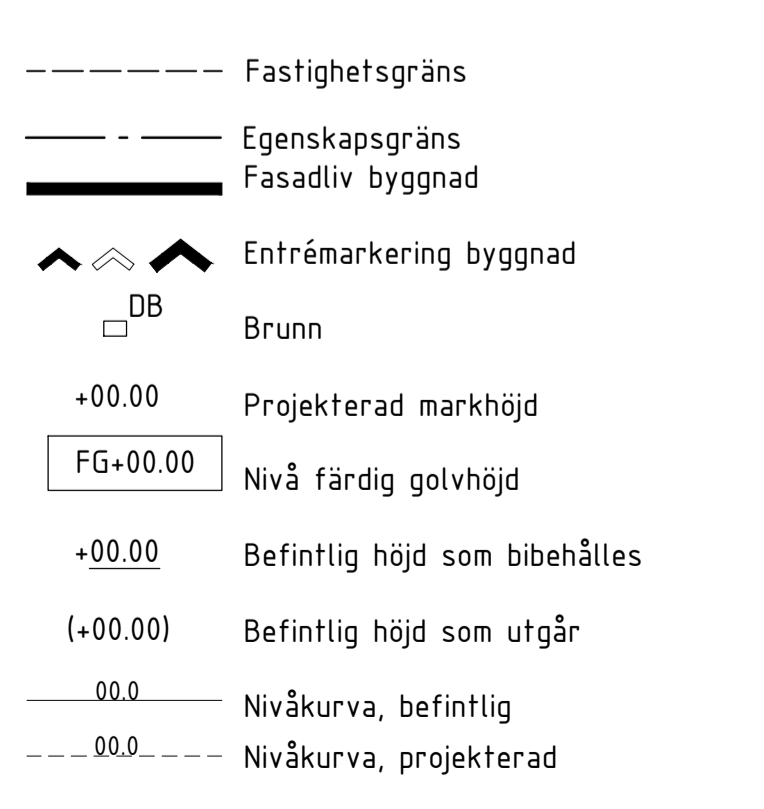 Fastighetsgräns
Egenskapsgräns
Fasadliv byggnad
Entrémarkering byggnad
DB
Brunn
+00.00 Projekterad markhöjd
FG+00.00 Nivå färdig golvhöjd
+00.00 Befintlig höjd som bibehålles
(+00.00) Befintlig höjd som utgår
00.0 Nivåkurva, befintlig
00.0 Nivåkurva, projekterad